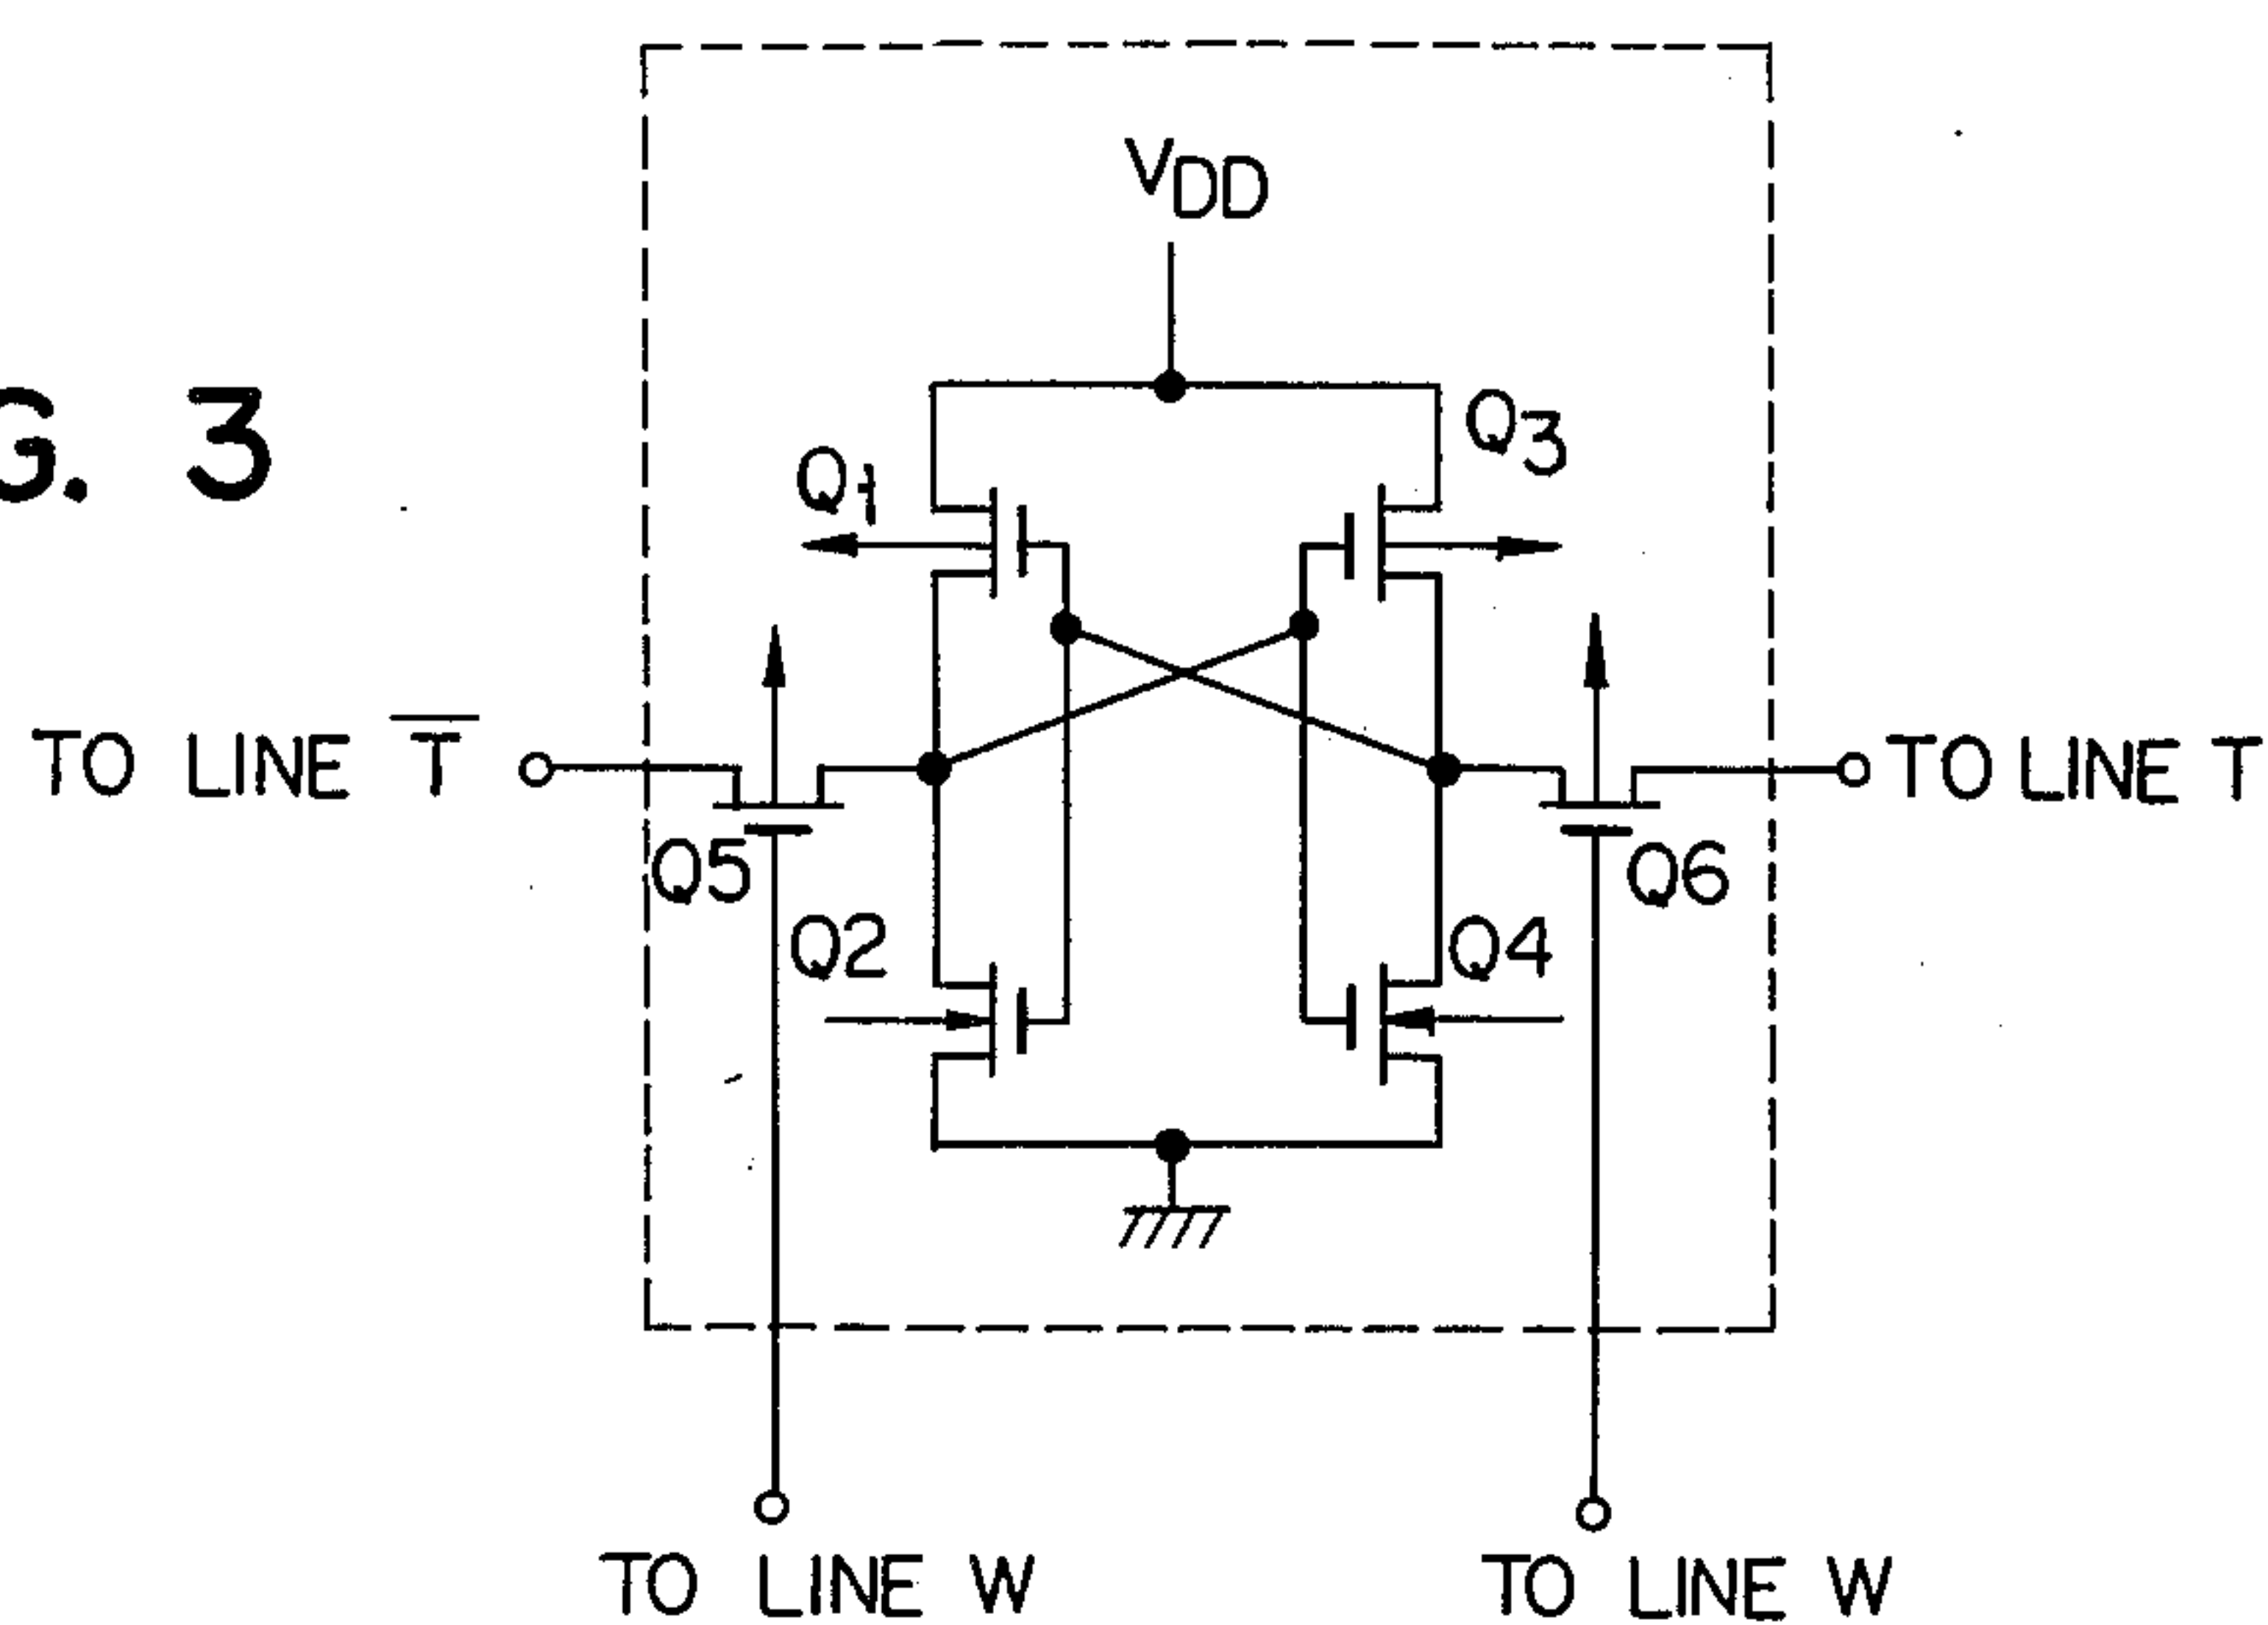 G. 3
VDD
Q1
Q3
TO LINE T̅
TO LINE T
Q5
Q6
Q2
Q4
TO LINE W
TO LINE W